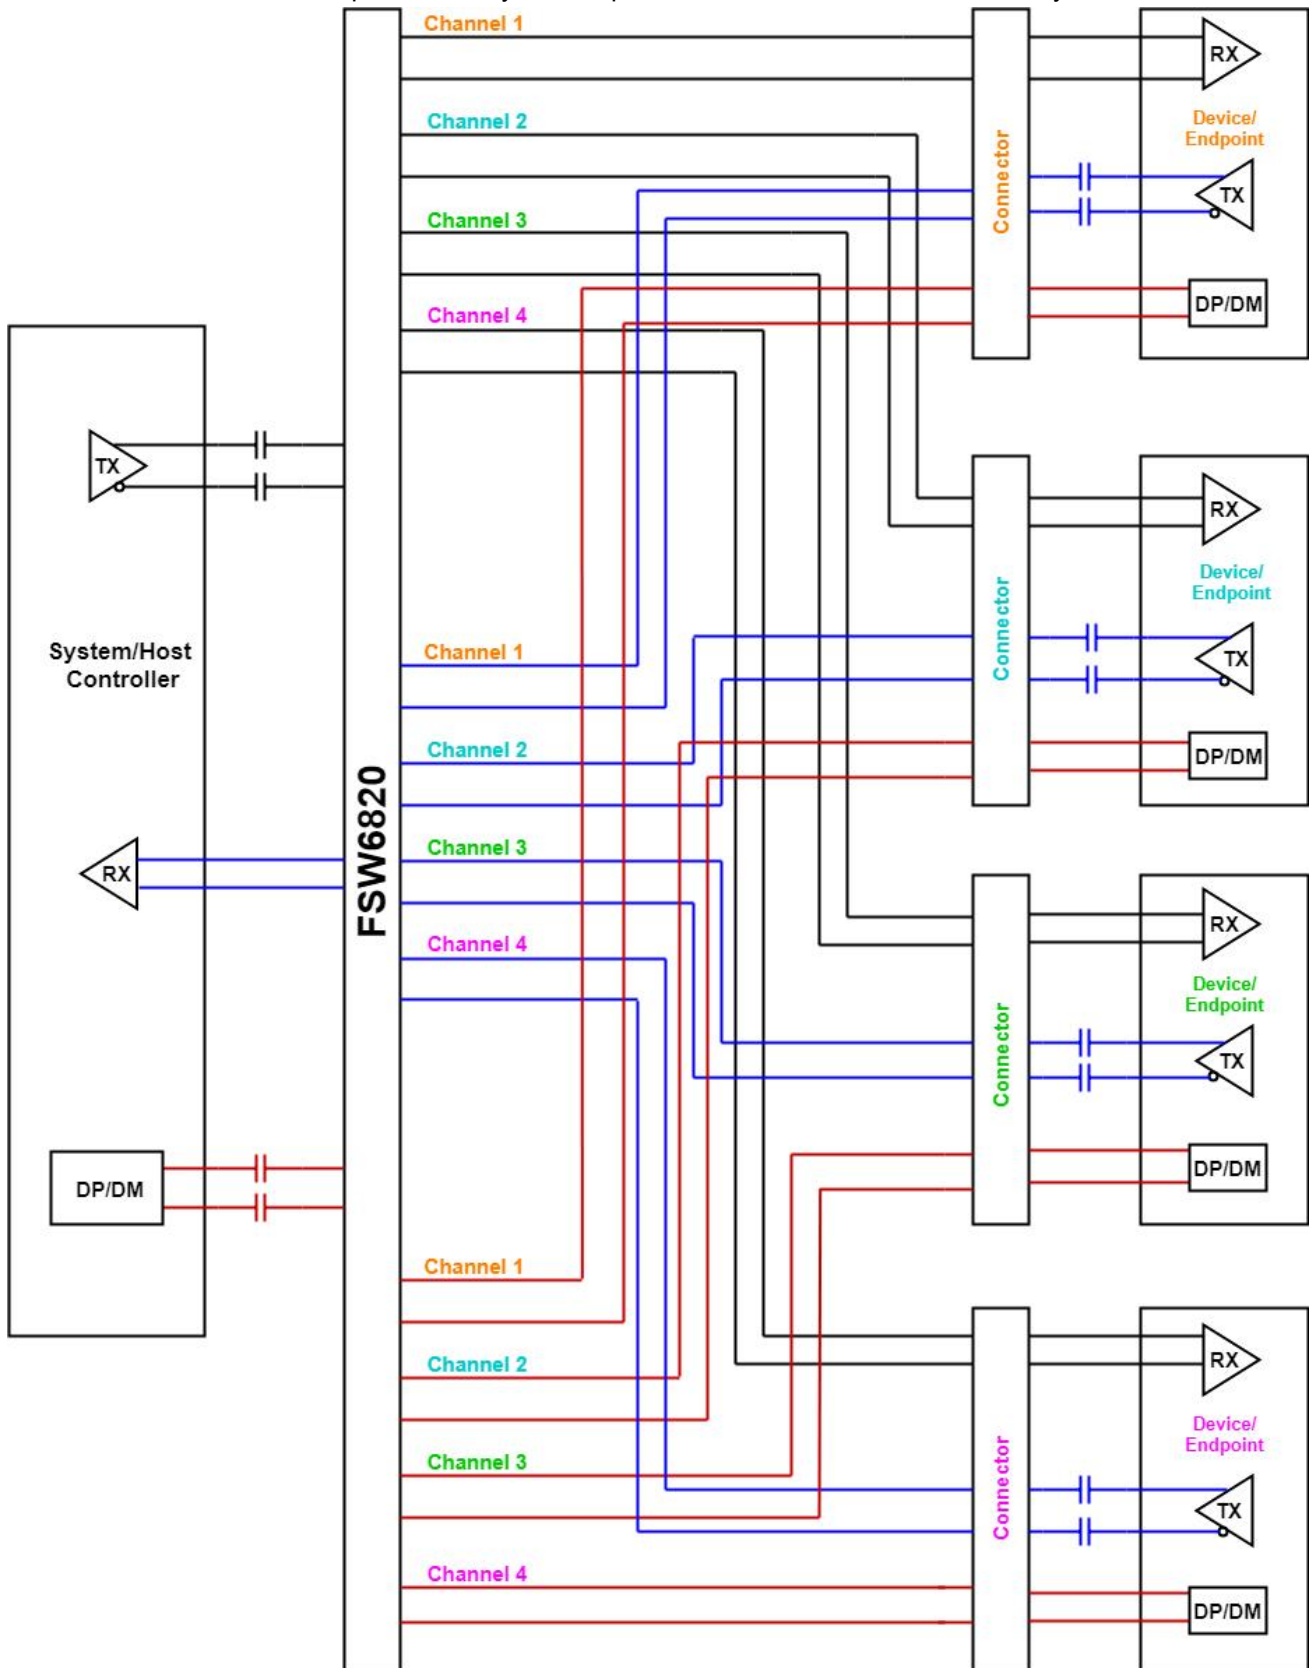 Channel 1
RX
Channel 2
Device/
Endpoint
Connector
TX
Channel 3
DP/DM
Channel 4
TX
RX
Device/
Endpoint
Connector
System/Host
Controller
Channel 1
TX
Channel 2
DP/DM
FSW6820
Channel 3
RX
RX
Channel 4
Device/
Endpoint
Connector
TX
DP/DM
DP/DM
Channel 1
Channel 2
RX
Device/
Endpoint
Connector
Channel 3
TX
Channel 4
DP/DM